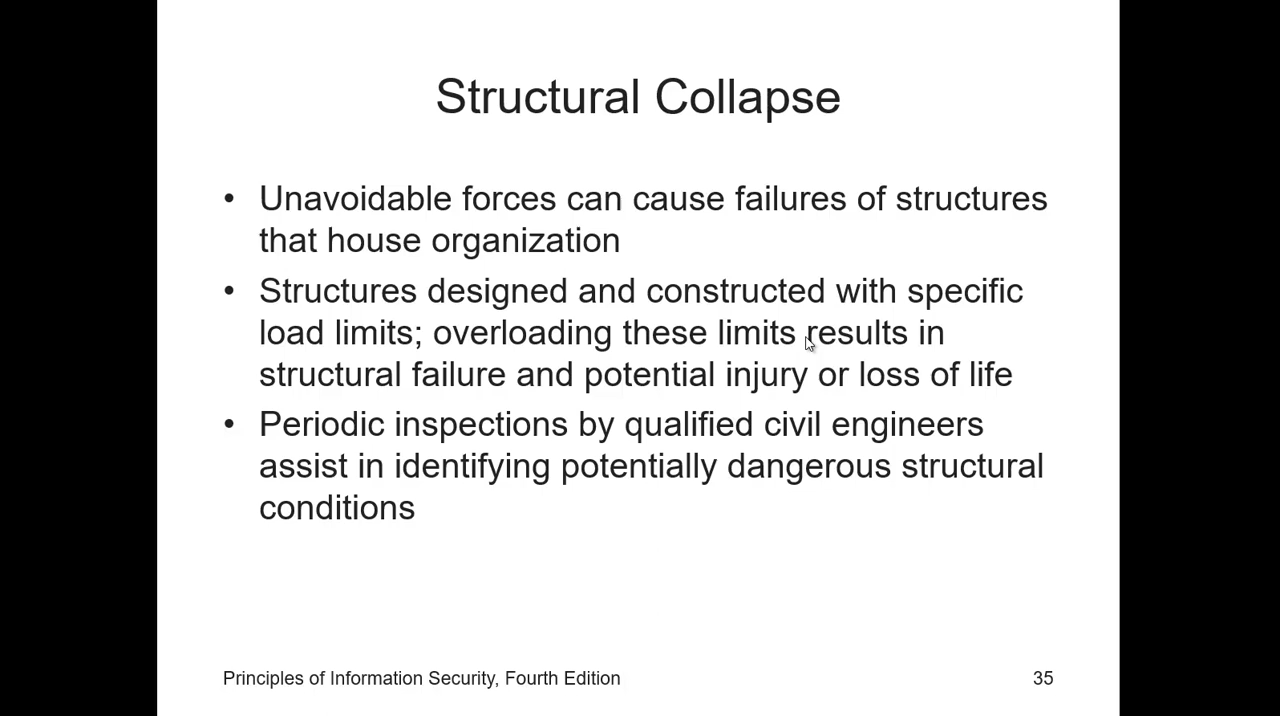 Structural Collapse
• Unavoidable forces can cause failures of structures
that house organization
• Structures designed and constructed with specific
load limits; overloading these limits results in
structural failure and potential injury or loss of life
• Periodic inspections by qualified civil engineers
assist in identifying potentially dangerous structural
conditions
Principles of Information Security, Fourth Edition 35